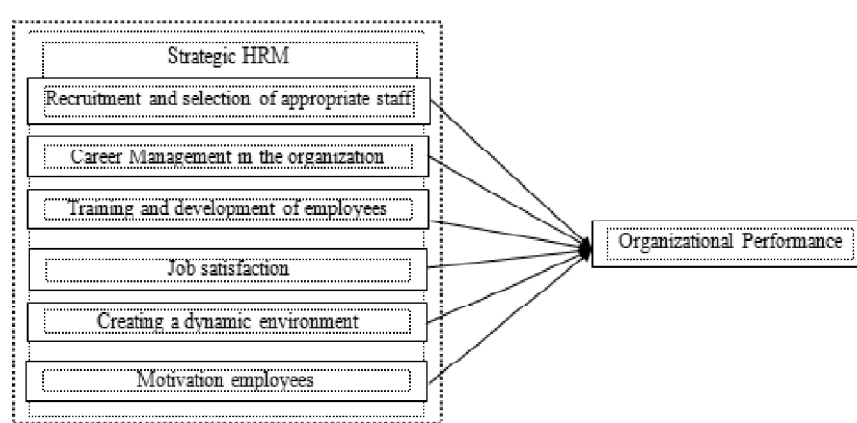 Strategic HRM
Recruitment and selection of appropriate staff
Career Management in the organization
Training and development of employees
Job satisfaction
Creating a dynamic environment
Motivation employees
Organizational Performance